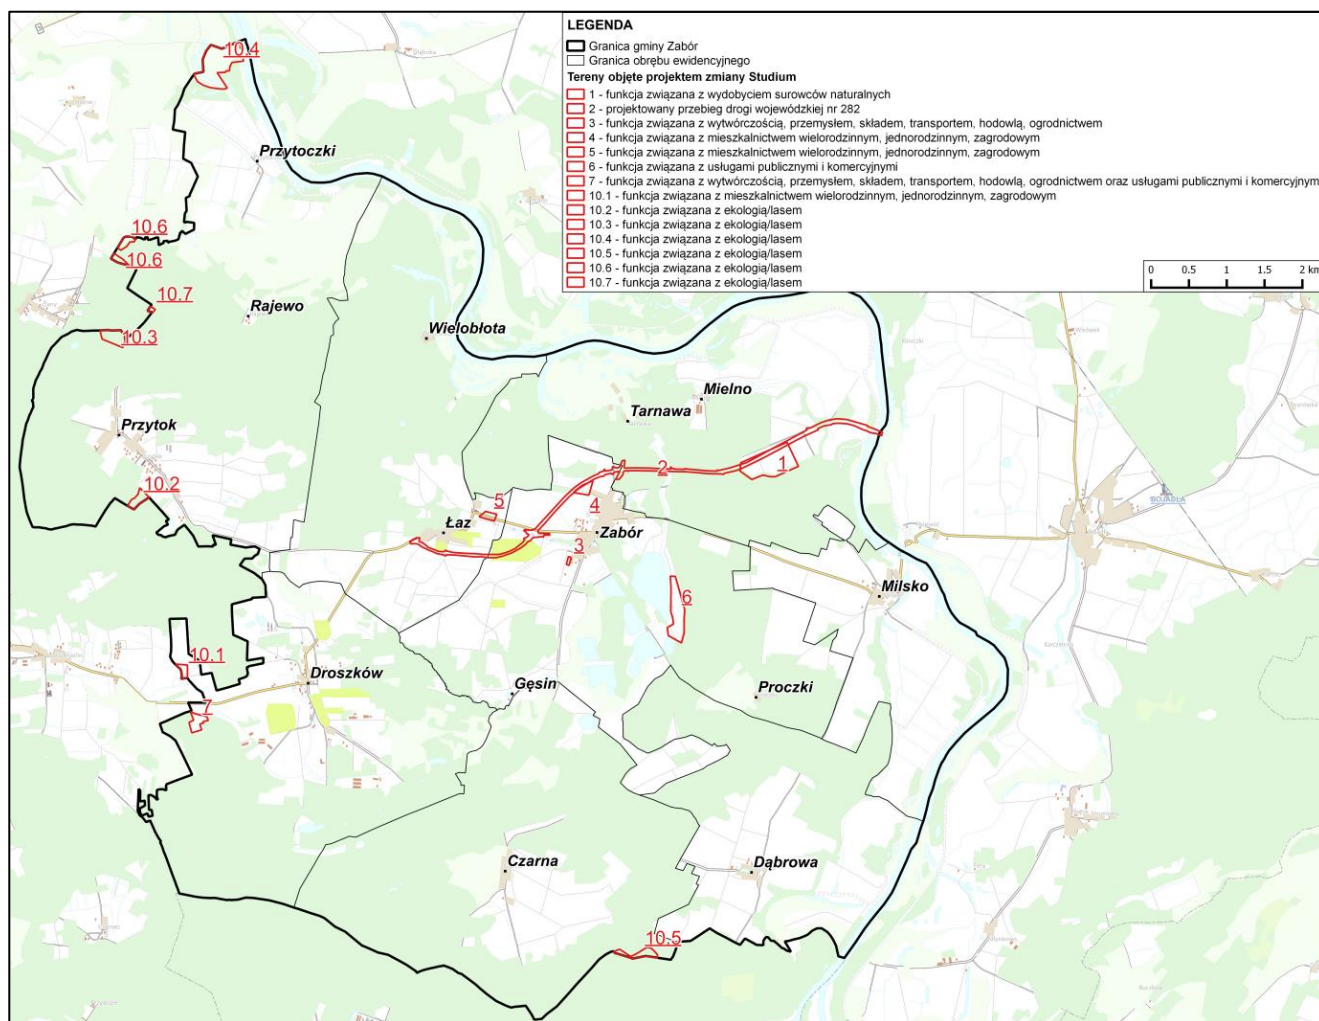 LEGENDA
Granica gminy Zabór
Granica obrębu ewidencyjnego
Tereny objęte projektem zmiany Studium
1 - funkcja związana z wydobyciem surowców naturalnych
2 - projektowany przebieg drogi wojewódzkiej nr 282
3 - funkcja związana z wytwórczością, przemysłem, składem, transportem, hodowlą, ogrodnictwem
4 - funkcja związana z mieszkalnictwem wielorodzinnym, jednorodzinnym, zagrodowym
5 - funkcja związana z mieszkalnictwem wielorodzinnym, jednorodzinnym, zagrodowym
6 - funkcja związana z usługami publicznymi i komercyjnymi
7 - funkcja związana z wytwórczością, przemysłem, składem, transportem, hodowlą, ogrodnictwem oraz usługami publicznymi i komercyjnym
10.1 - funkcja związana z mieszkalnictwem wielorodzinnym, jednorodzinnym, zagrodowym
10.2 - funkcja związana z ekologią/lasem
10.3 - funkcja związana z ekologią/lasem
10.4 - funkcja związana z ekologią/lasem
10.5 - funkcja związana z ekologią/lasem
10.6 - funkcja związana z ekologią/lasem
10.7 - funkcja związana z ekologią/lasem
0 0.5 1 1.5 2 km
10.4
Przytoczki
10.6
10.6
10.7
Rajewo
10.3
Wielobłota
Mielno
Tarnawa
Przytok
2
1
10.2
5
4
Łaz
Zabór
3
BOJADŁA
6
Milsko
10.1
Droszków
Gęsin
Proczki
7
Czarna
Dąbrowa
10.5